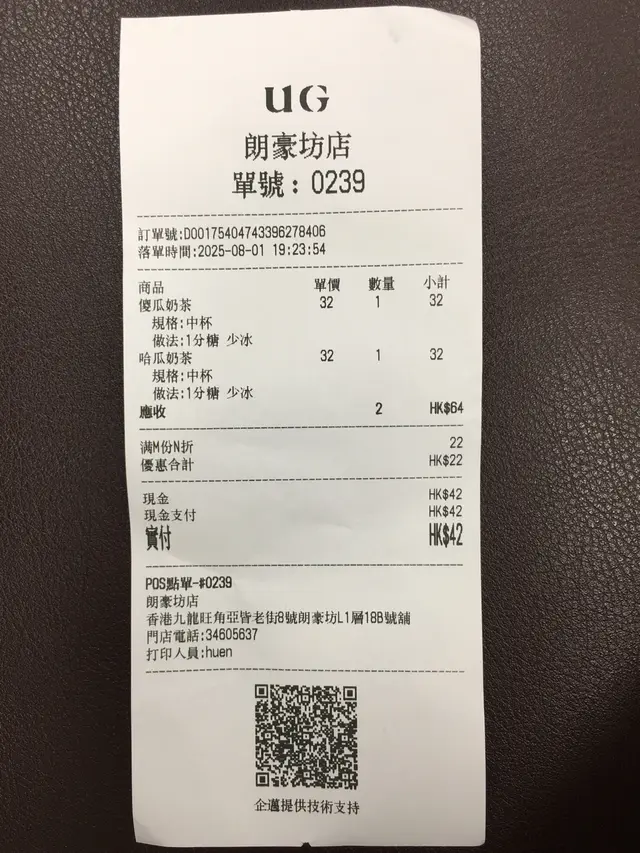 UG
朗豪坊店
單號: 0239
訂單號:D00175404743396278406
落單時間:2025-08-01 19:23:54
商品 單價 數量 小計
傻瓜奶茶 32 1 32
規格:中杯
做法:1分糖 少冰
哈瓜奶茶 32 1 32
規格:中杯
做法:1分糖 少冰
應收 2 HK$64
满M份N折 22
優惠合計 HK$22
現金 HK$42
現金支付 HK$42
實付 HK$42
POS點單-#0239
朗豪坊店
香港九龍旺角亞皆老街8號朗豪坊L1層18B號舖
門店電話:34605637
打印人員:huen
企邁提供技術支持